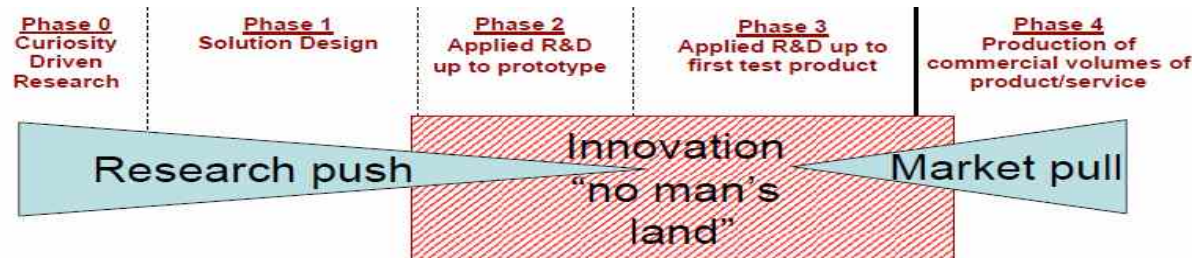 Phase 0
Curiosity
Driven
Research
Phase 1
Solution Design
Phase 2
Applied R&D
up to prototype
Phase 3
Applied R&D up to
first test product
Phase 4
Production of
commercial volumes of
product/service
Research push
Innovation
“no man’s
land”
Market pull